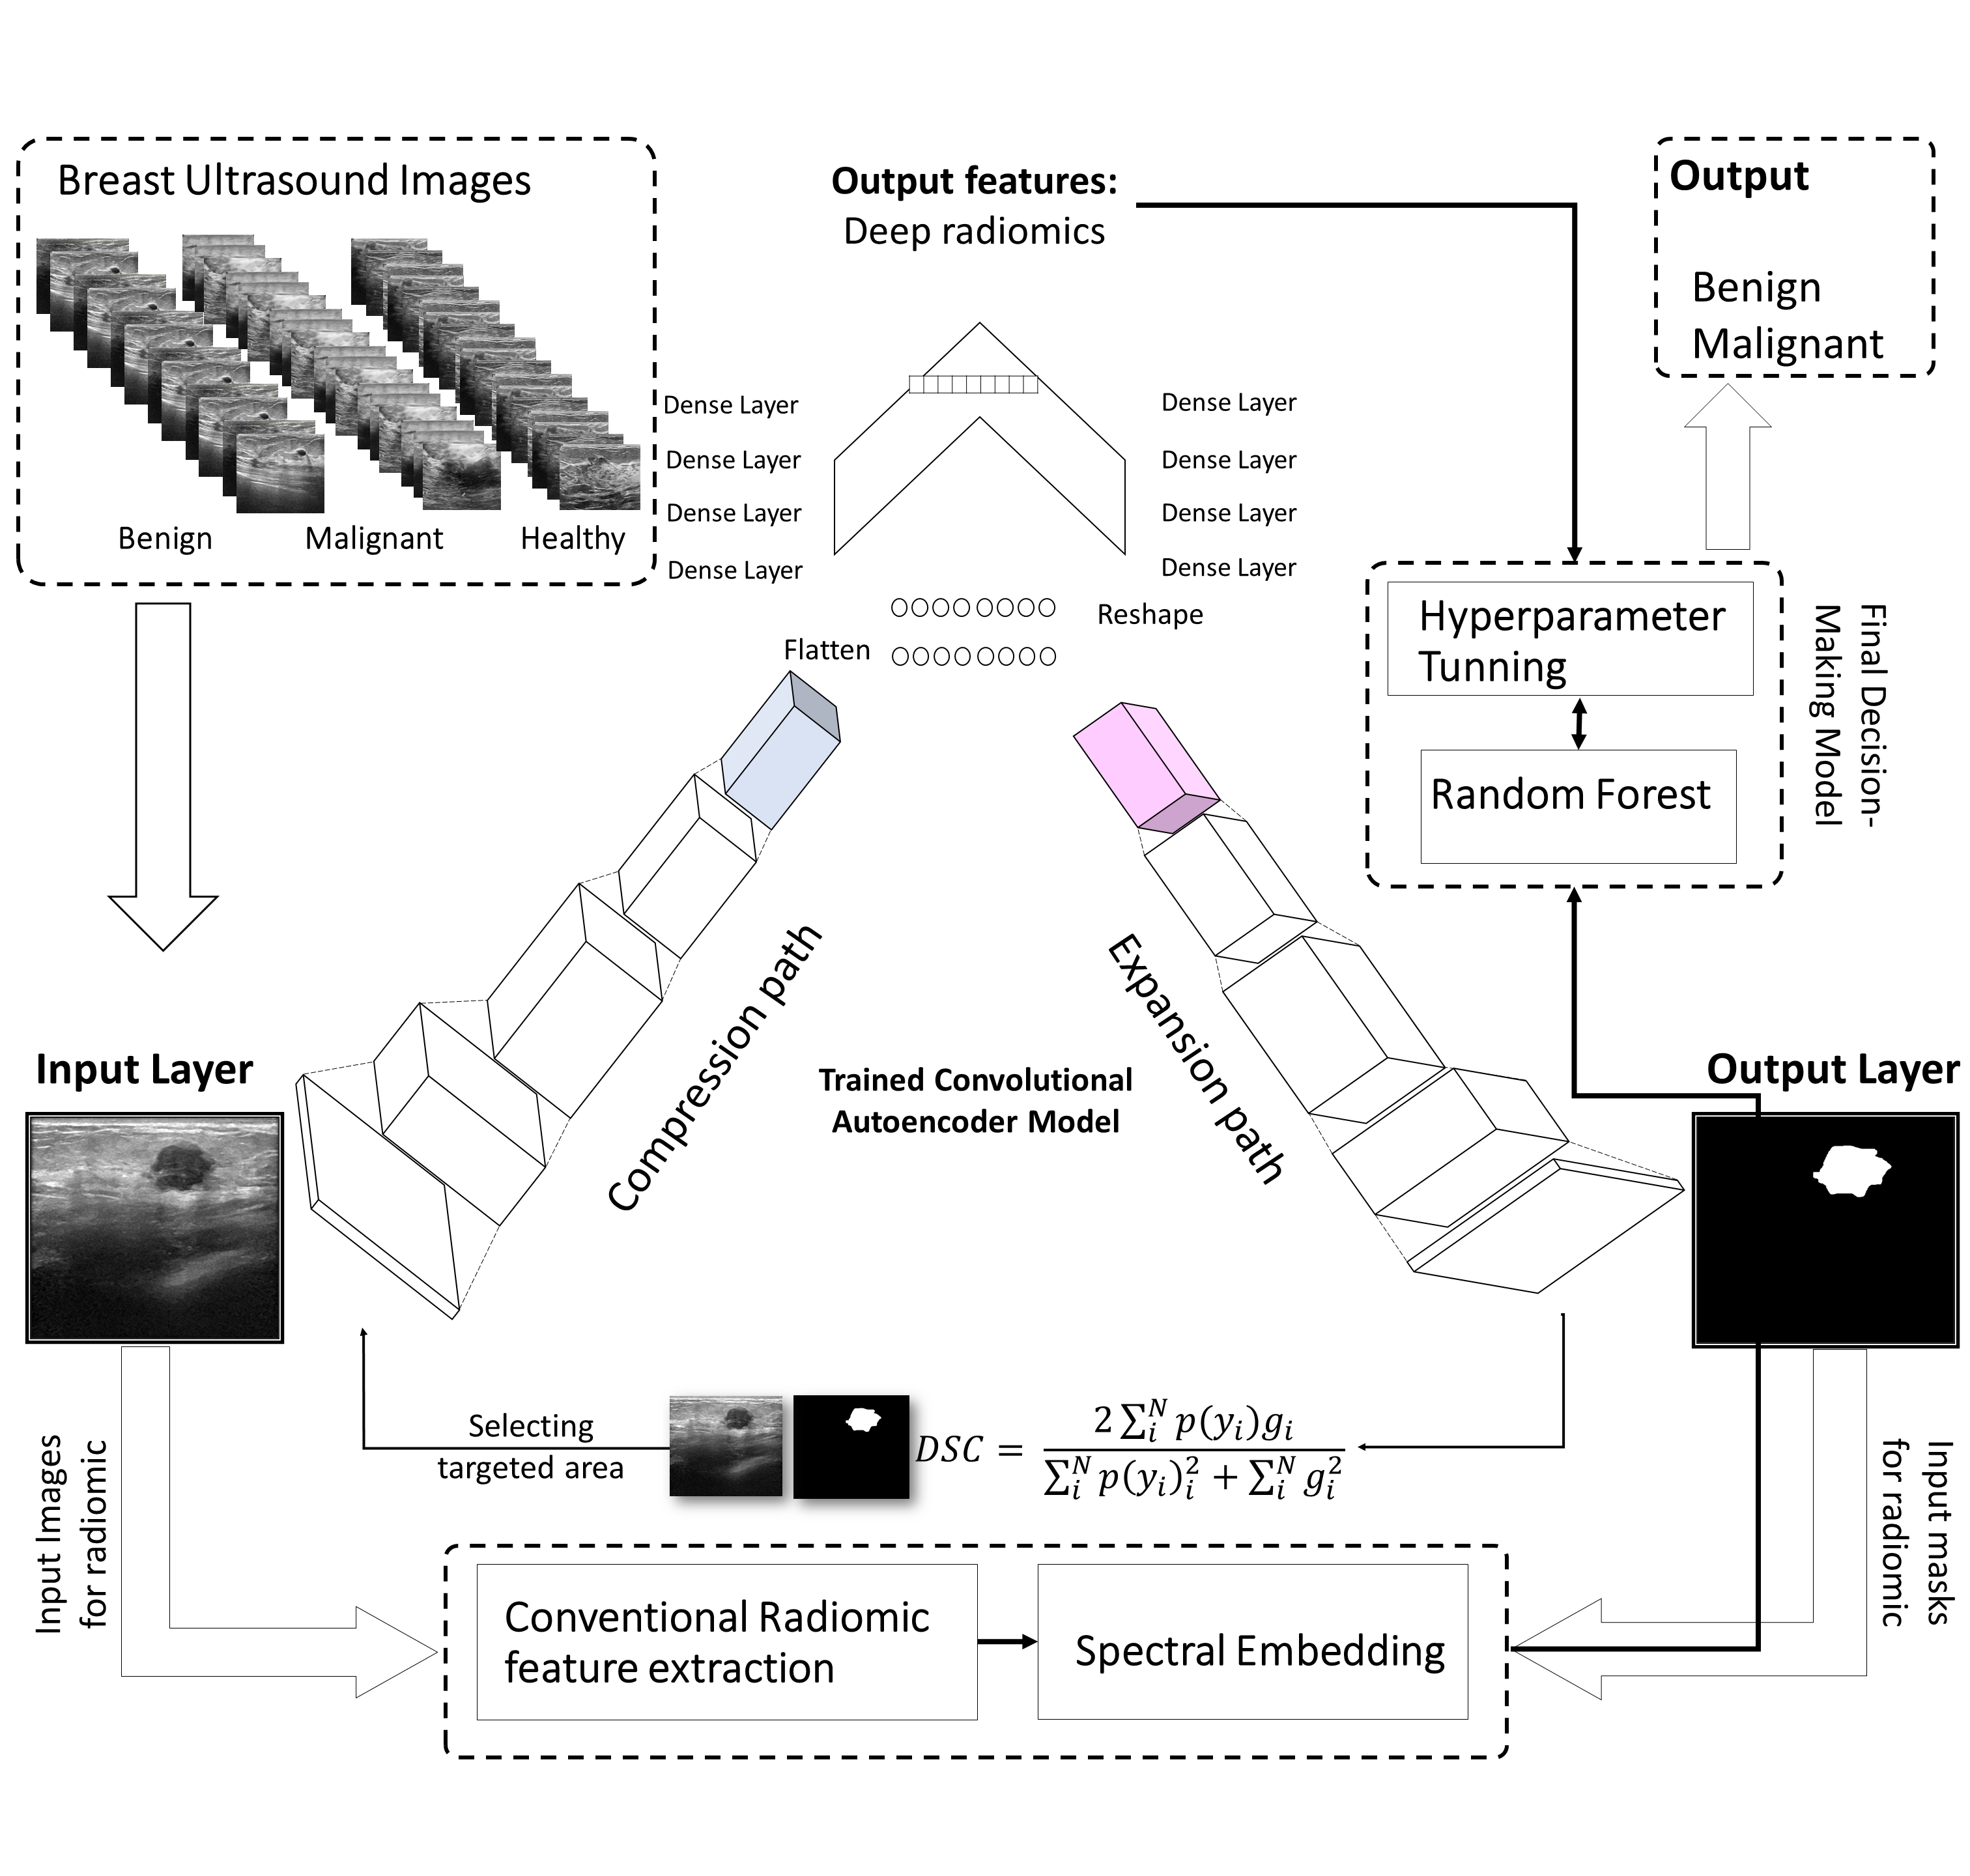 Breast Ultrasound Images
Benign
Malignant
Healthy
Output features:
Deep radiomics
Output
Benign
Malignant
Dense Layer
Dense Layer
Dense Layer
Dense Layer
Dense Layer
Dense Layer
Dense Layer
Dense Layer
Reshape
Flatten
Hyperparameter
Tunning
Random Forest
Final Decision-
Making Model
Compression path
Expansion path
Trained Convolutional
Autoencoder Model
Input Layer
Output Layer
Selecting
targeted area
DSC = \frac{2 \sum_i^N p(y_i) g_i}{\sum_i^N p(y_i)_i^2 + \sum_i^N g_i^2}
Input Images
for radiomic
Input masks
for radiomic
Conventional Radiomic
feature extraction
Spectral Embedding